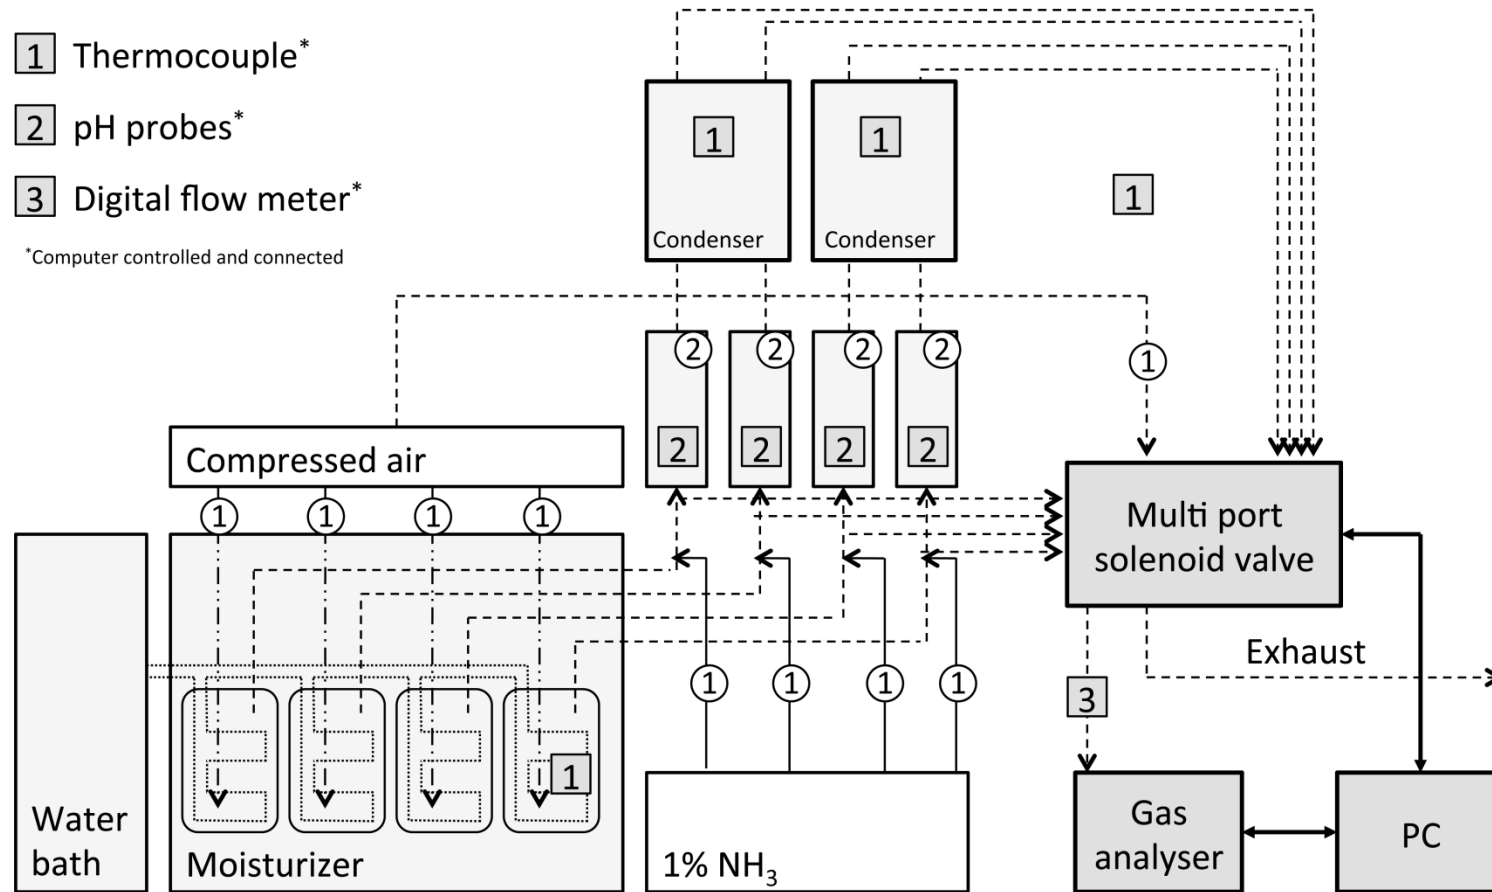 1 Thermocouple*
2 pH probes*
3 Digital flow meter*
*Computer controlled and connected
1
1
1
Condenser
Condenser
2
2
2
2
1
2
2
2
2
Compressed air
1
1
1
1
Multi port
solenoid valve
Exhaust
1
1
1
1
3
1
Water
bath
Moisturizer
1% NH₃
Gas
analyser
PC